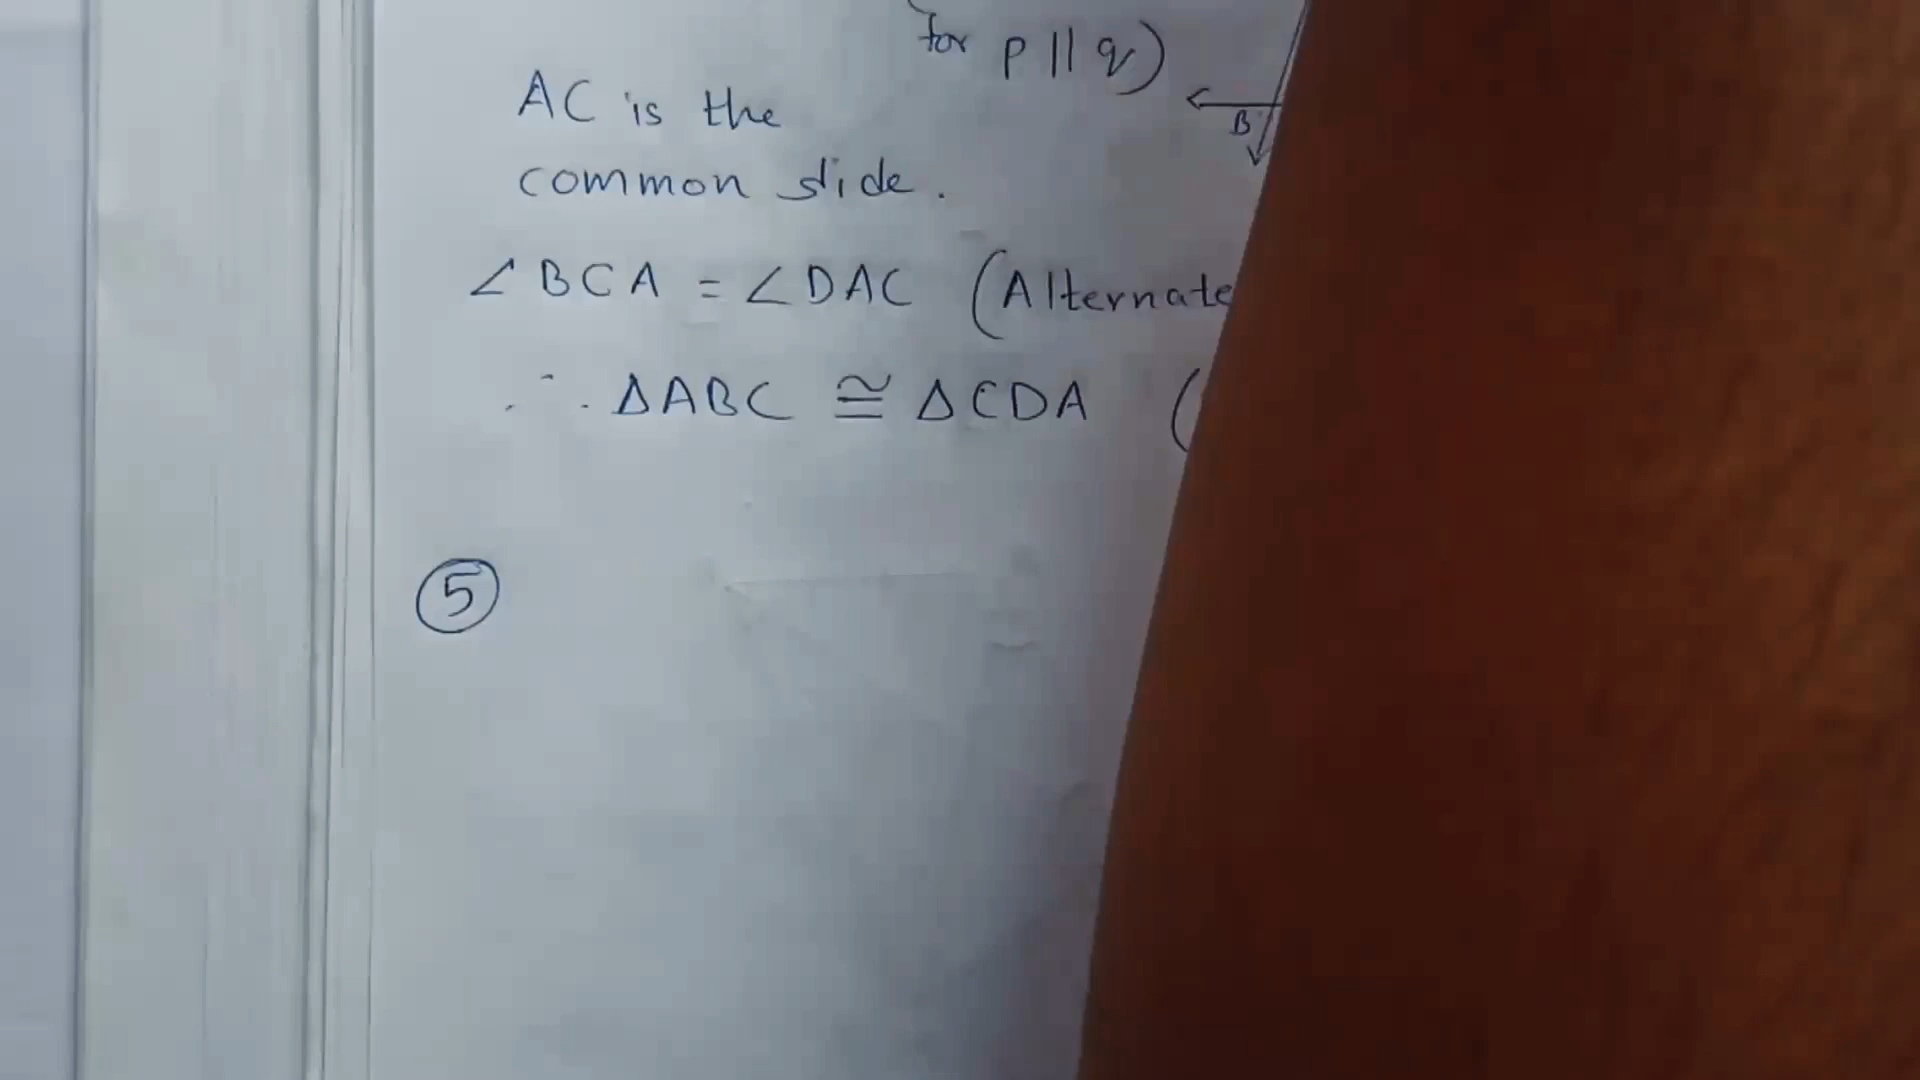 for p || q)
AC is the
B
common side.
∠BCA = ∠DAC (Alternate
∴ ΔABC ≅ ΔCDA (
5